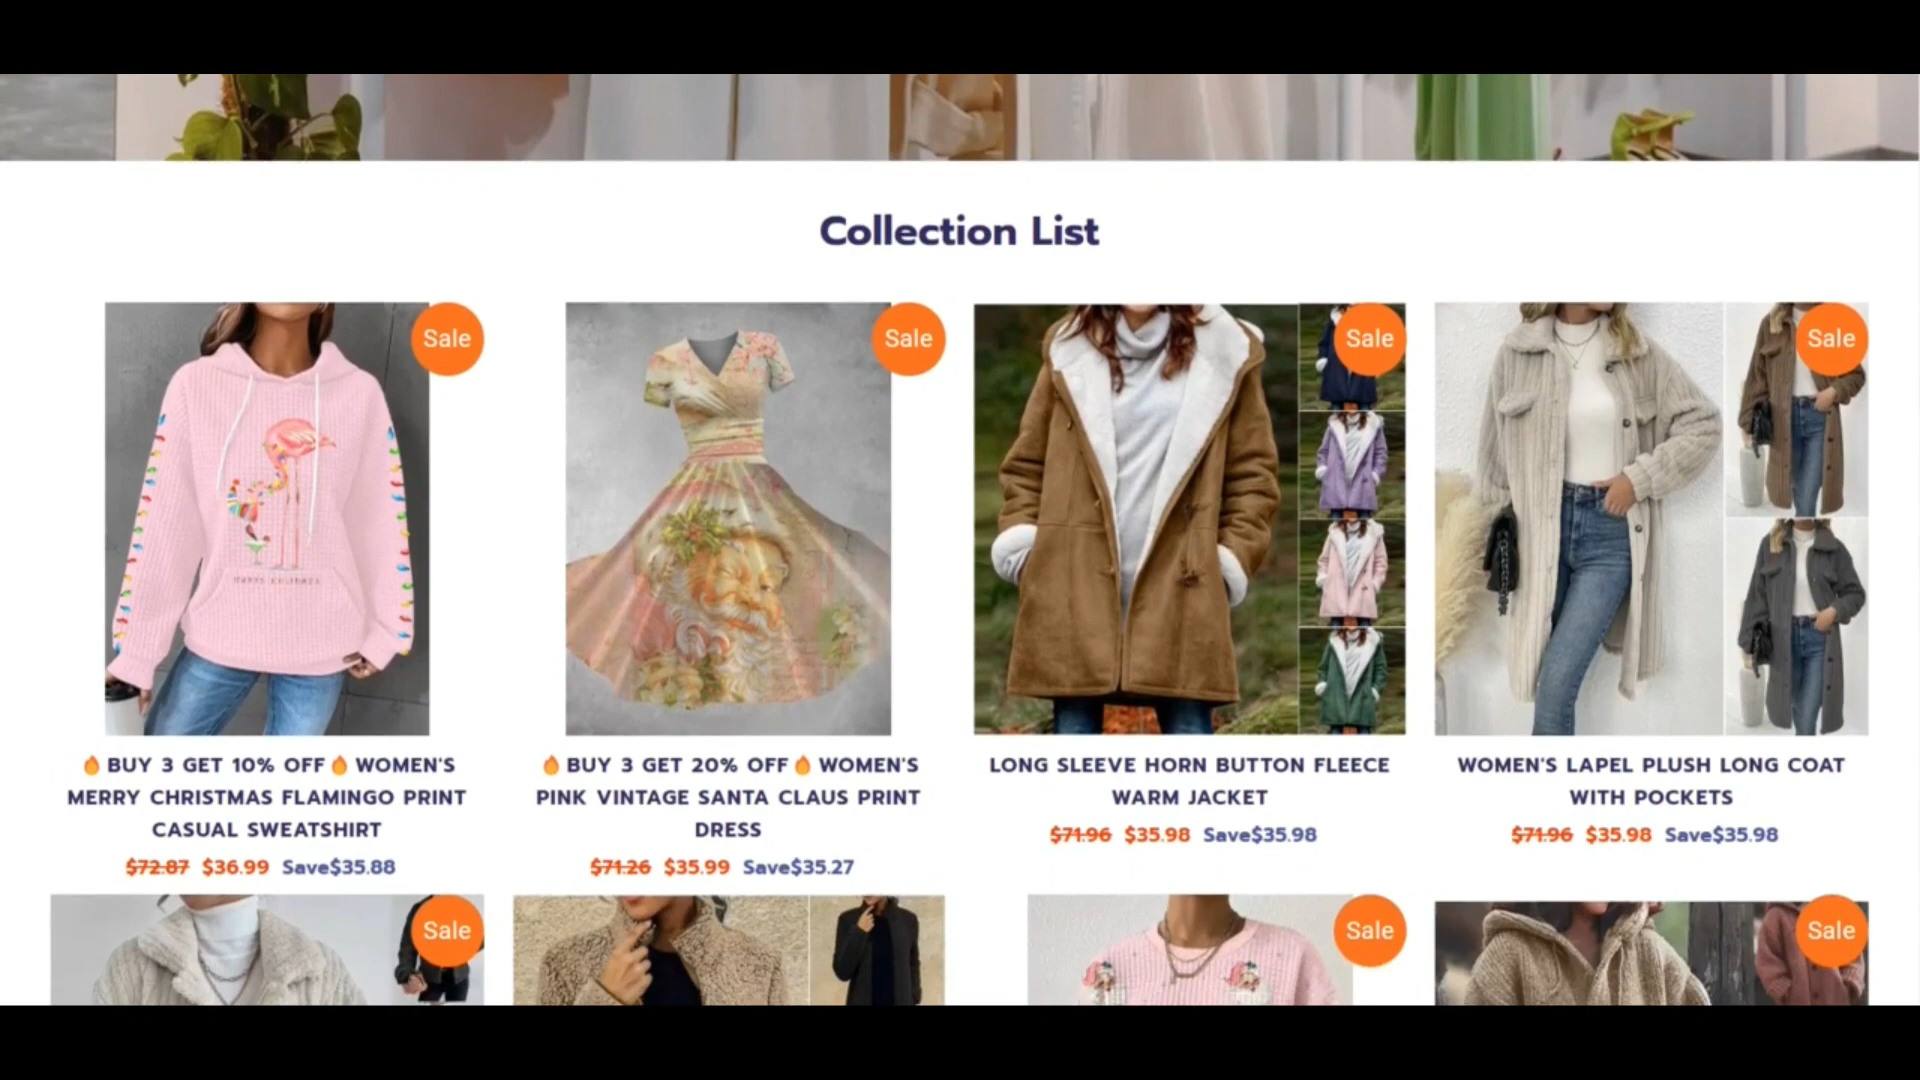 Collection List
Sale
Sale
Sale
Sale
HAPPY HOLIDAYS
🔥BUY 3 GET 10% OFF🔥WOMEN'S
MERRY CHRISTMAS FLAMINGO PRINT
CASUAL SWEATSHIRT
$72.87 $36.99 Save$35.88
🔥BUY 3 GET 20% OFF🔥WOMEN'S
PINK VINTAGE SANTA CLAUS PRINT
DRESS
$71.26 $35.99 Save$35.27
LONG SLEEVE HORN BUTTON FLEECE
WARM JACKET
$71.96 $35.98 Save$35.98
WOMEN'S LAPEL PLUSH LONG COAT
WITH POCKETS
$71.96 $35.98 Save$35.98
Sale
Sale
Sale